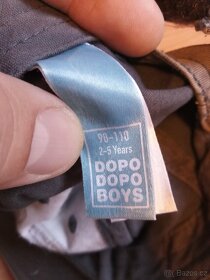 90-110
2-5 Years
DOPO
DOPO
BOYS
bazos.cz